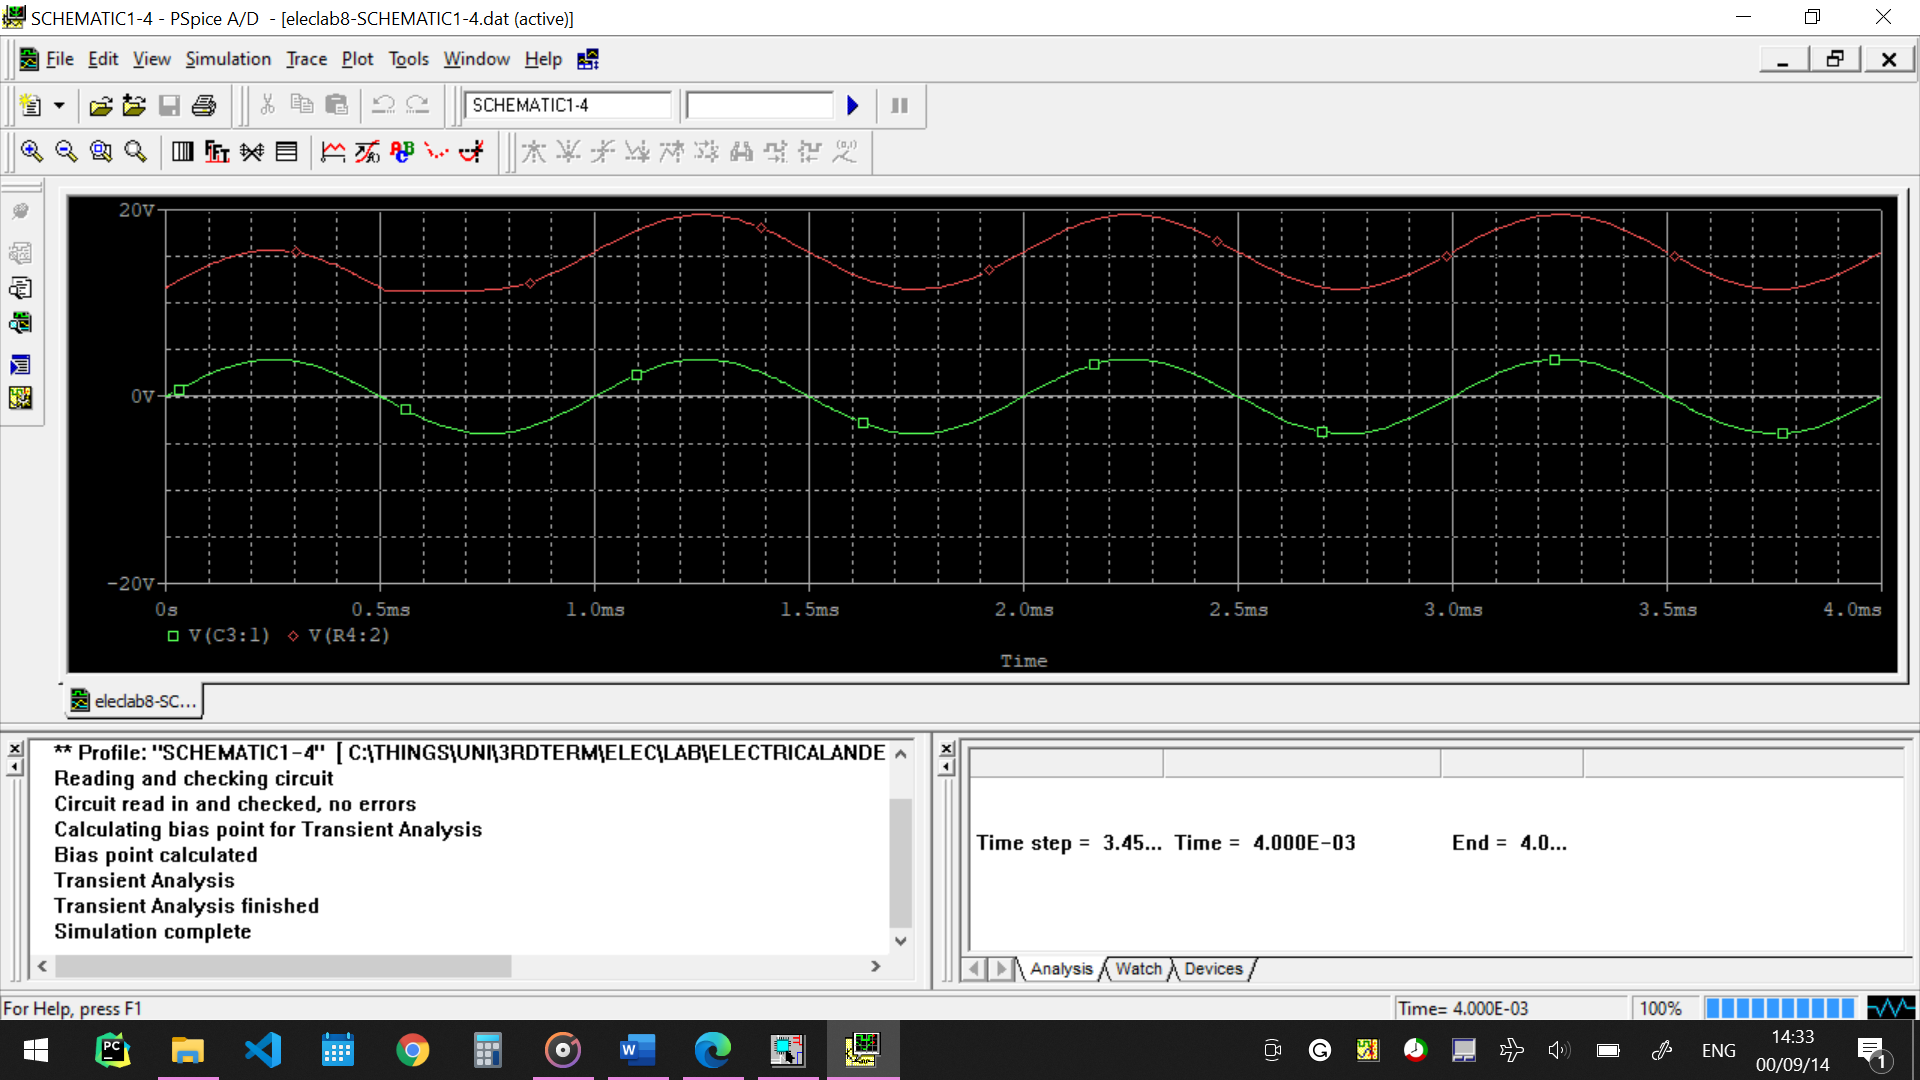 SCHEMATIC1-4 - PSpice A/D - [eleclab8-SCHEMATIC1-4.dat (active)]
File Edit View Simulation Trace Plot Tools Window Help
SCHEMATIC1-4
20V
0V
-20V
0s 0.5ms 1.0ms 1.5ms 2.0ms 2.5ms 3.0ms 3.5ms 4.0ms
V(C3:1) V(R4:2)
Time
eleclab8-SC...
** Profile: "SCHEMATIC1-4" [ C:\THINGS\UNI\3RDTERM\ELEC\LAB\ELECTRICALANDE
Reading and checking circuit
Circuit read in and checked, no errors
Calculating bias point for Transient Analysis
Bias point calculated
Transient Analysis
Transient Analysis finished
Simulation complete
Time step = 3.45... Time = 4.000E-03 End = 4.0...
Analysis Watch Devices
For Help, press F1
Time= 4.000E-03 100%
ENG
14:33
00/09/14
1